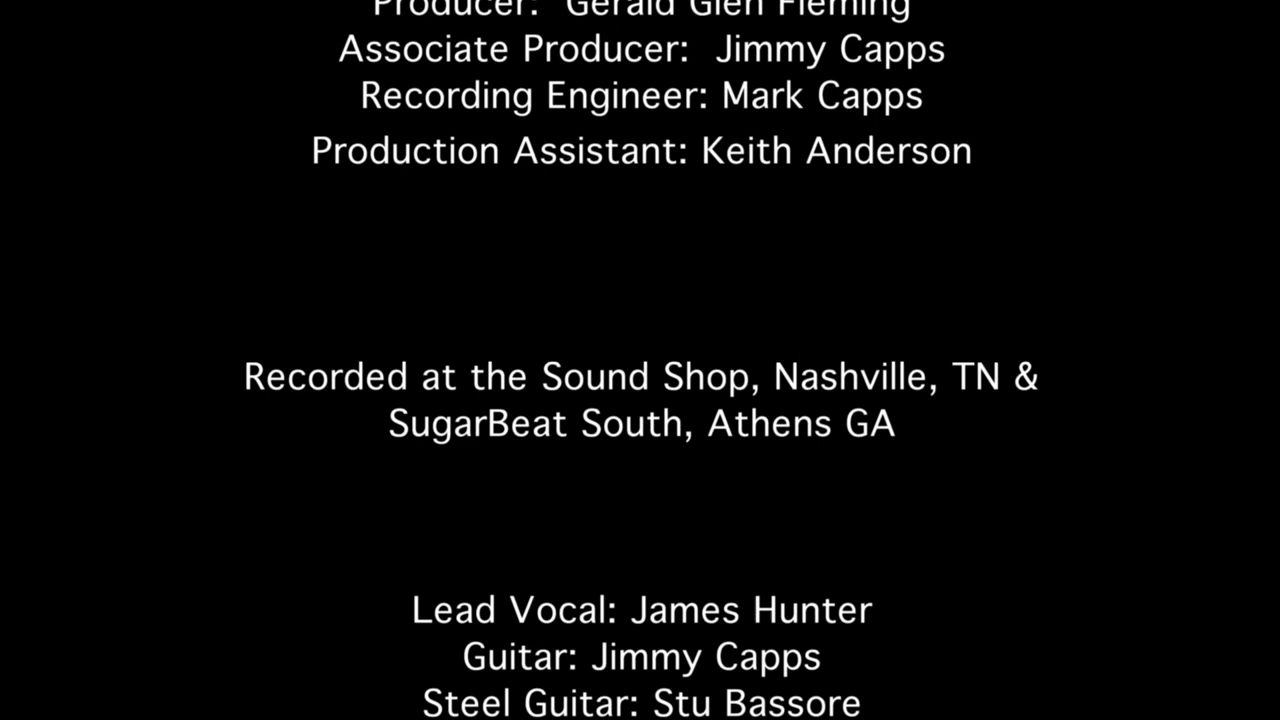 Producer:  Gerald Glen Fleming
Associate Producer:  Jimmy Capps
Recording Engineer: Mark Capps
Production Assistant: Keith Anderson
Recorded at the Sound Shop, Nashville, TN &
SugarBeat South, Athens GA
Lead Vocal: James Hunter
Guitar: Jimmy Capps
Steel Guitar: Stu Bassore